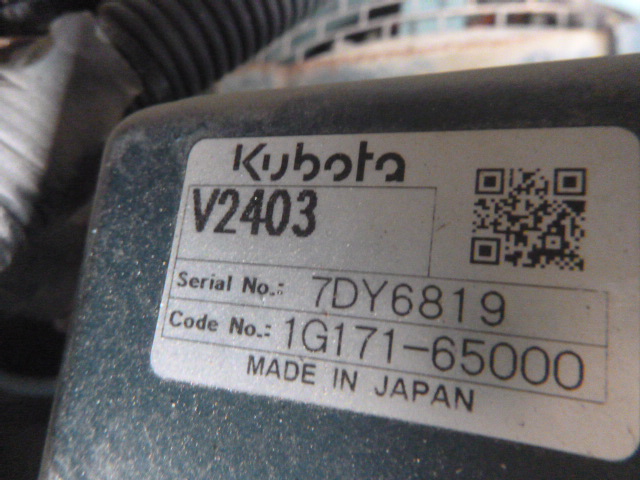 Kubota
V2403
Serial No.: 7DY6819
Code No.: 1G171-65000
MADE IN JAPAN